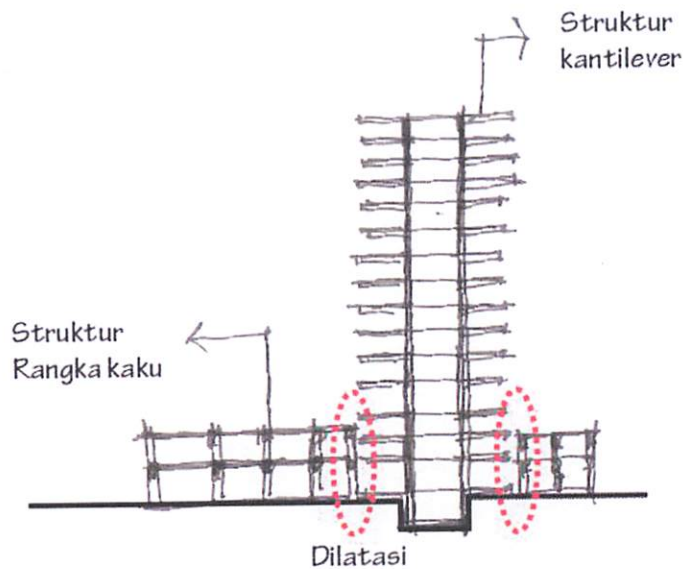 Struktur
kantilever
Struktur
Rangka kaku
Dilatasi